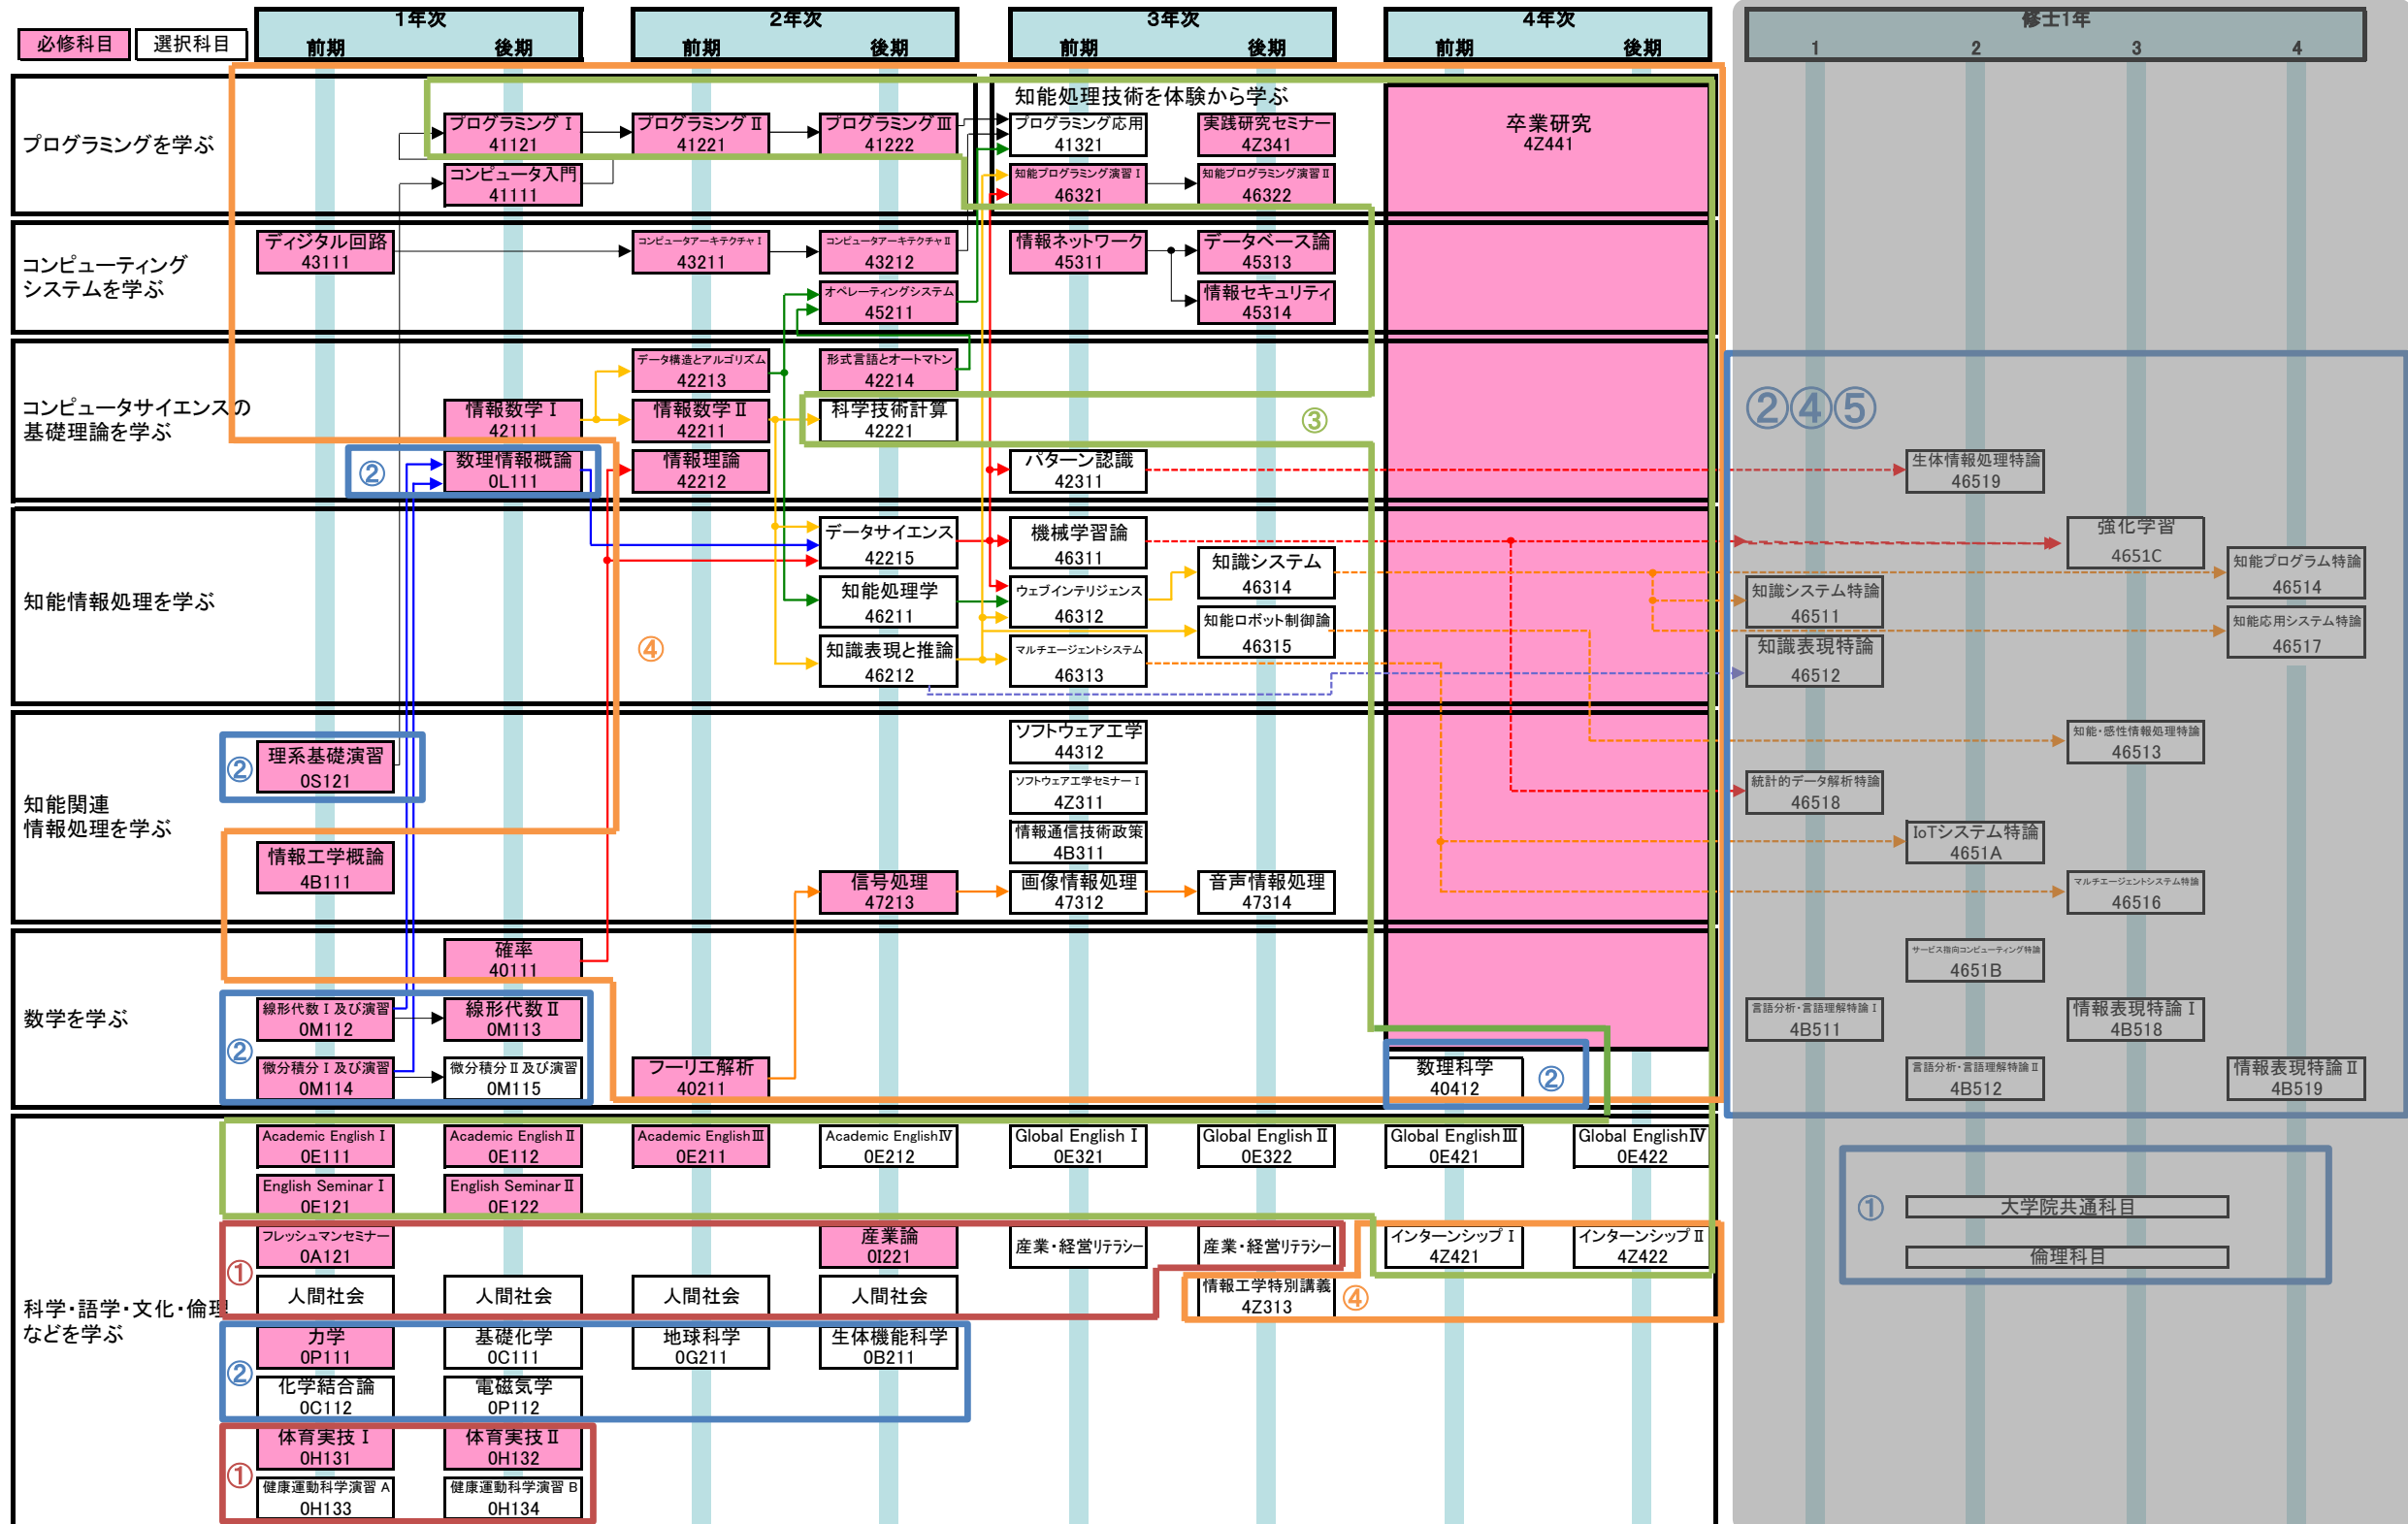 必修科目
選択科目
1年次
前期
後期
2年次
前期
後期
3年次
前期
後期
4年次
前期
後期
修士1年
1
2
3
4
プログラミングを学ぶ
知能処理技術を体験から学ぶ
プログラミングⅠ
41121
プログラミングⅡ
41221
プログラミングⅢ
41222
プログラミング応用
41321
実践研究セミナー
4Z341
卒業研究
4Z441
コンピュータ入門
41111
知能プログラミング演習Ⅰ
46321
知能プログラミング演習Ⅱ
46322
コンピューティング
システムを学ぶ
ディジタル回路
43111
コンピュータアーキテクチャⅠ
43211
コンピュータアーキテクチャⅡ
43212
情報ネットワーク
45311
データベース論
45313
オペレーティングシステム
45211
情報セキュリティ
45314
コンピュータサイエンスの
基礎理論を学ぶ
データ構造とアルゴリズム
42213
形式言語とオートマトン
42214
情報数学Ⅰ
42111
情報数学Ⅱ
42211
科学技術計算
42221
③
②④⑤
②
数理情報概論
0L111
情報理論
42212
パターン認識
42311
生体情報処理特論
46519
知能情報処理を学ぶ
データサイエンス
42215
機械学習論
46311
知識システム
46314
強化学習
4651C
知能プログラム特論
46514
知能処理学
46211
ウェブインテリジェンス
46312
知能ロボット制御論
46315
知識システム特論
46511
知能応用システム特論
46517
④
知識表現と推論
46212
マルチエージェントシステム
46313
知識表現特論
46512
知能関連
情報処理を学ぶ
②
理系基礎演習
0S121
ソフトウェア工学
44312
知能・感性情報処理特論
46513
ソフトウェア工学セミナーⅠ
4Z311
統計的データ解析特論
46518
情報工学概論
4B111
情報通信技術政策
4B311
IoTシステム特論
4651A
信号処理
47213
画像情報処理
47312
音声情報処理
47314
マルチエージェントシステム特論
46516
数学を学ぶ
確率
40111
サービス指向コンピューティング特論
4651B
②
線形代数Ⅰ及び演習
0M112
線形代数Ⅱ
0M113
言語分析・言語理解特論Ⅰ
4B511
情報表現特論Ⅰ
4B518
微分積分Ⅰ及び演習
0M114
微分積分Ⅱ及び演習
0M115
フーリエ解析
40211
数理科学
40412
②
言語分析・言語理解特論Ⅱ
4B512
情報表現特論Ⅱ
4B519
科学・語学・文化・倫理
などを学ぶ
Academic EnglishⅠ
0E111
Academic EnglishⅡ
0E112
Academic EnglishⅢ
0E211
Academic EnglishⅣ
0E212
Global EnglishⅠ
0E321
Global EnglishⅡ
0E322
Global EnglishⅢ
0E421
Global EnglishⅣ
0E422
English SeminarⅠ
0E121
English SeminarⅡ
0E122
①
大学院共通科目
倫理科目
①
フレッシュマンセミナー
0A121
産業論
0I221
産業・経営リテラシー
産業・経営リテラシー
インターンシップⅠ
4Z421
インターンシップⅡ
4Z422
人間社会
人間社会
人間社会
人間社会
情報工学特別講義
4Z313
④
②
力学
0P111
基礎化学
0C111
地球科学
0G211
生体機能科学
0B211
化学結合論
0C112
電磁気学
0P112
①
体育実技Ⅰ
0H131
体育実技Ⅱ
0H132
健康運動科学演習A
0H133
健康運動科学演習B
0H134